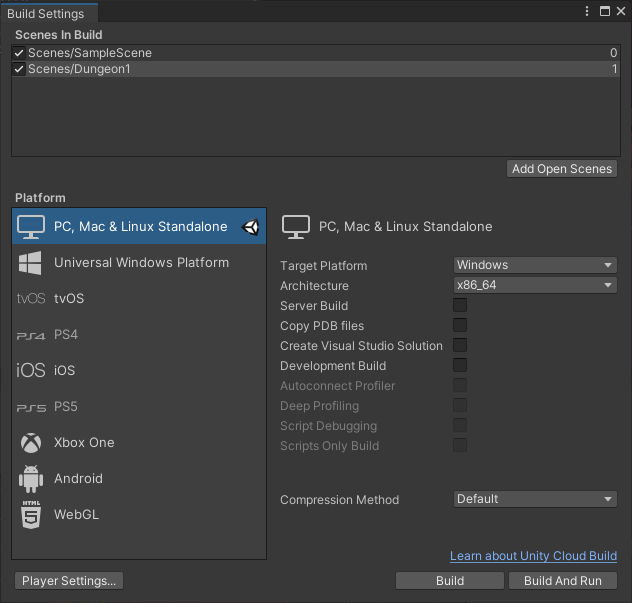 Build Settings
Scenes In Build
Scenes/SampleScene 0
Scenes/Dungeon1 1
Add Open Scenes
Platform
PC, Mac & Linux Standalone
Universal Windows Platform
tvOS tvOS
PS4 PS4
iOS iOS
PS5 PS5
Xbox One
Android
HTML 5 WebGL
PC, Mac & Linux Standalone
Target Platform Windows
Architecture x86_64
Server Build
Copy PDB files
Create Visual Studio Solution
Development Build
Autoconnect Profiler
Deep Profiling
Script Debugging
Scripts Only Build
Compression Method Default
Learn about Unity Cloud Build
Player Settings... Build Build And Run